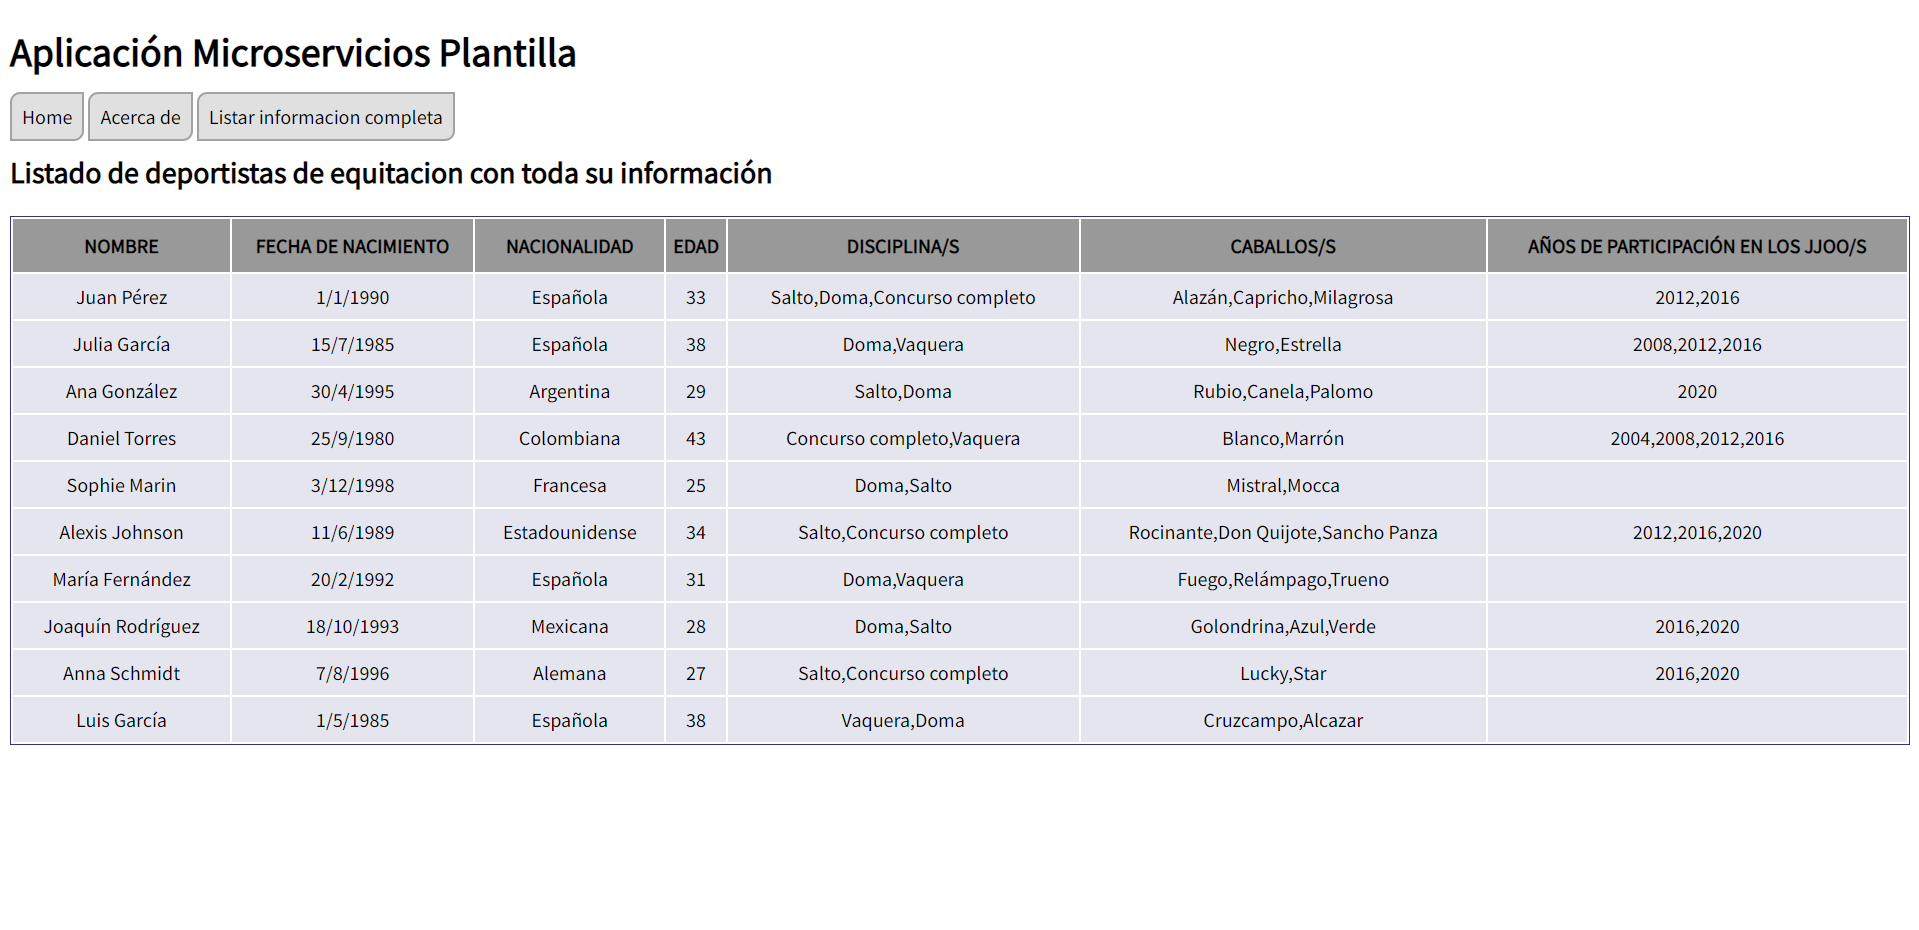 Aplicación Microservicios Plantilla
Home Acerca de Listar informacion completa
Listado de deportistas de equitacion con toda su información
NOMBRE FECHA DE NACIMIENTO NACIONALIDAD EDAD DISCIPLINA/S CABALLOS/S AÑOS DE PARTICIPACIÓN EN LOS JJOO/S
Juan Pérez 1/1/1990 Española 33 Salto,Doma,Concurso completo Alazán,Capricho,Milagrosa 2012,2016
Julia García 15/7/1985 Española 38 Doma,Vaquera Negro,Estrella 2008,2012,2016
Ana González 30/4/1995 Argentina 29 Salto,Doma Rubio,Canela,Palomo 2020
Daniel Torres 25/9/1980 Colombiana 43 Concurso completo,Vaquera Blanco,Marrón 2004,2008,2012,2016
Sophie Marin 3/12/1998 Francesa 25 Doma,Salto Mistral,Mocca
Alexis Johnson 11/6/1989 Estadounidense 34 Salto,Concurso completo Rocinante,Don Quijote,Sancho Panza 2012,2016,2020
María Fernández 20/2/1992 Española 31 Doma,Vaquera Fuego,Relámpago,Trueno
Joaquín Rodríguez 18/10/1993 Mexicana 28 Doma,Salto Golondrina,Azul,Verde 2016,2020
Anna Schmidt 7/8/1996 Alemana 27 Salto,Concurso completo Lucky,Star 2016,2020
Luis García 1/5/1985 Española 38 Vaquera,Doma Cruzcampo,Alcazar